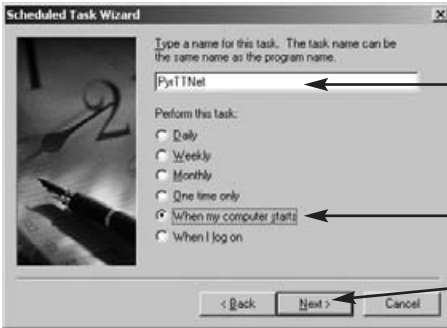 Scheduled Task Wizard
Type a name for this task. The task name can be
the same name as the program name.
PyrTTNet
Perform this task:
Daily
Weekly
Monthly
One time only
When my computer starts
When I log on
< Back
Next >
Cancel